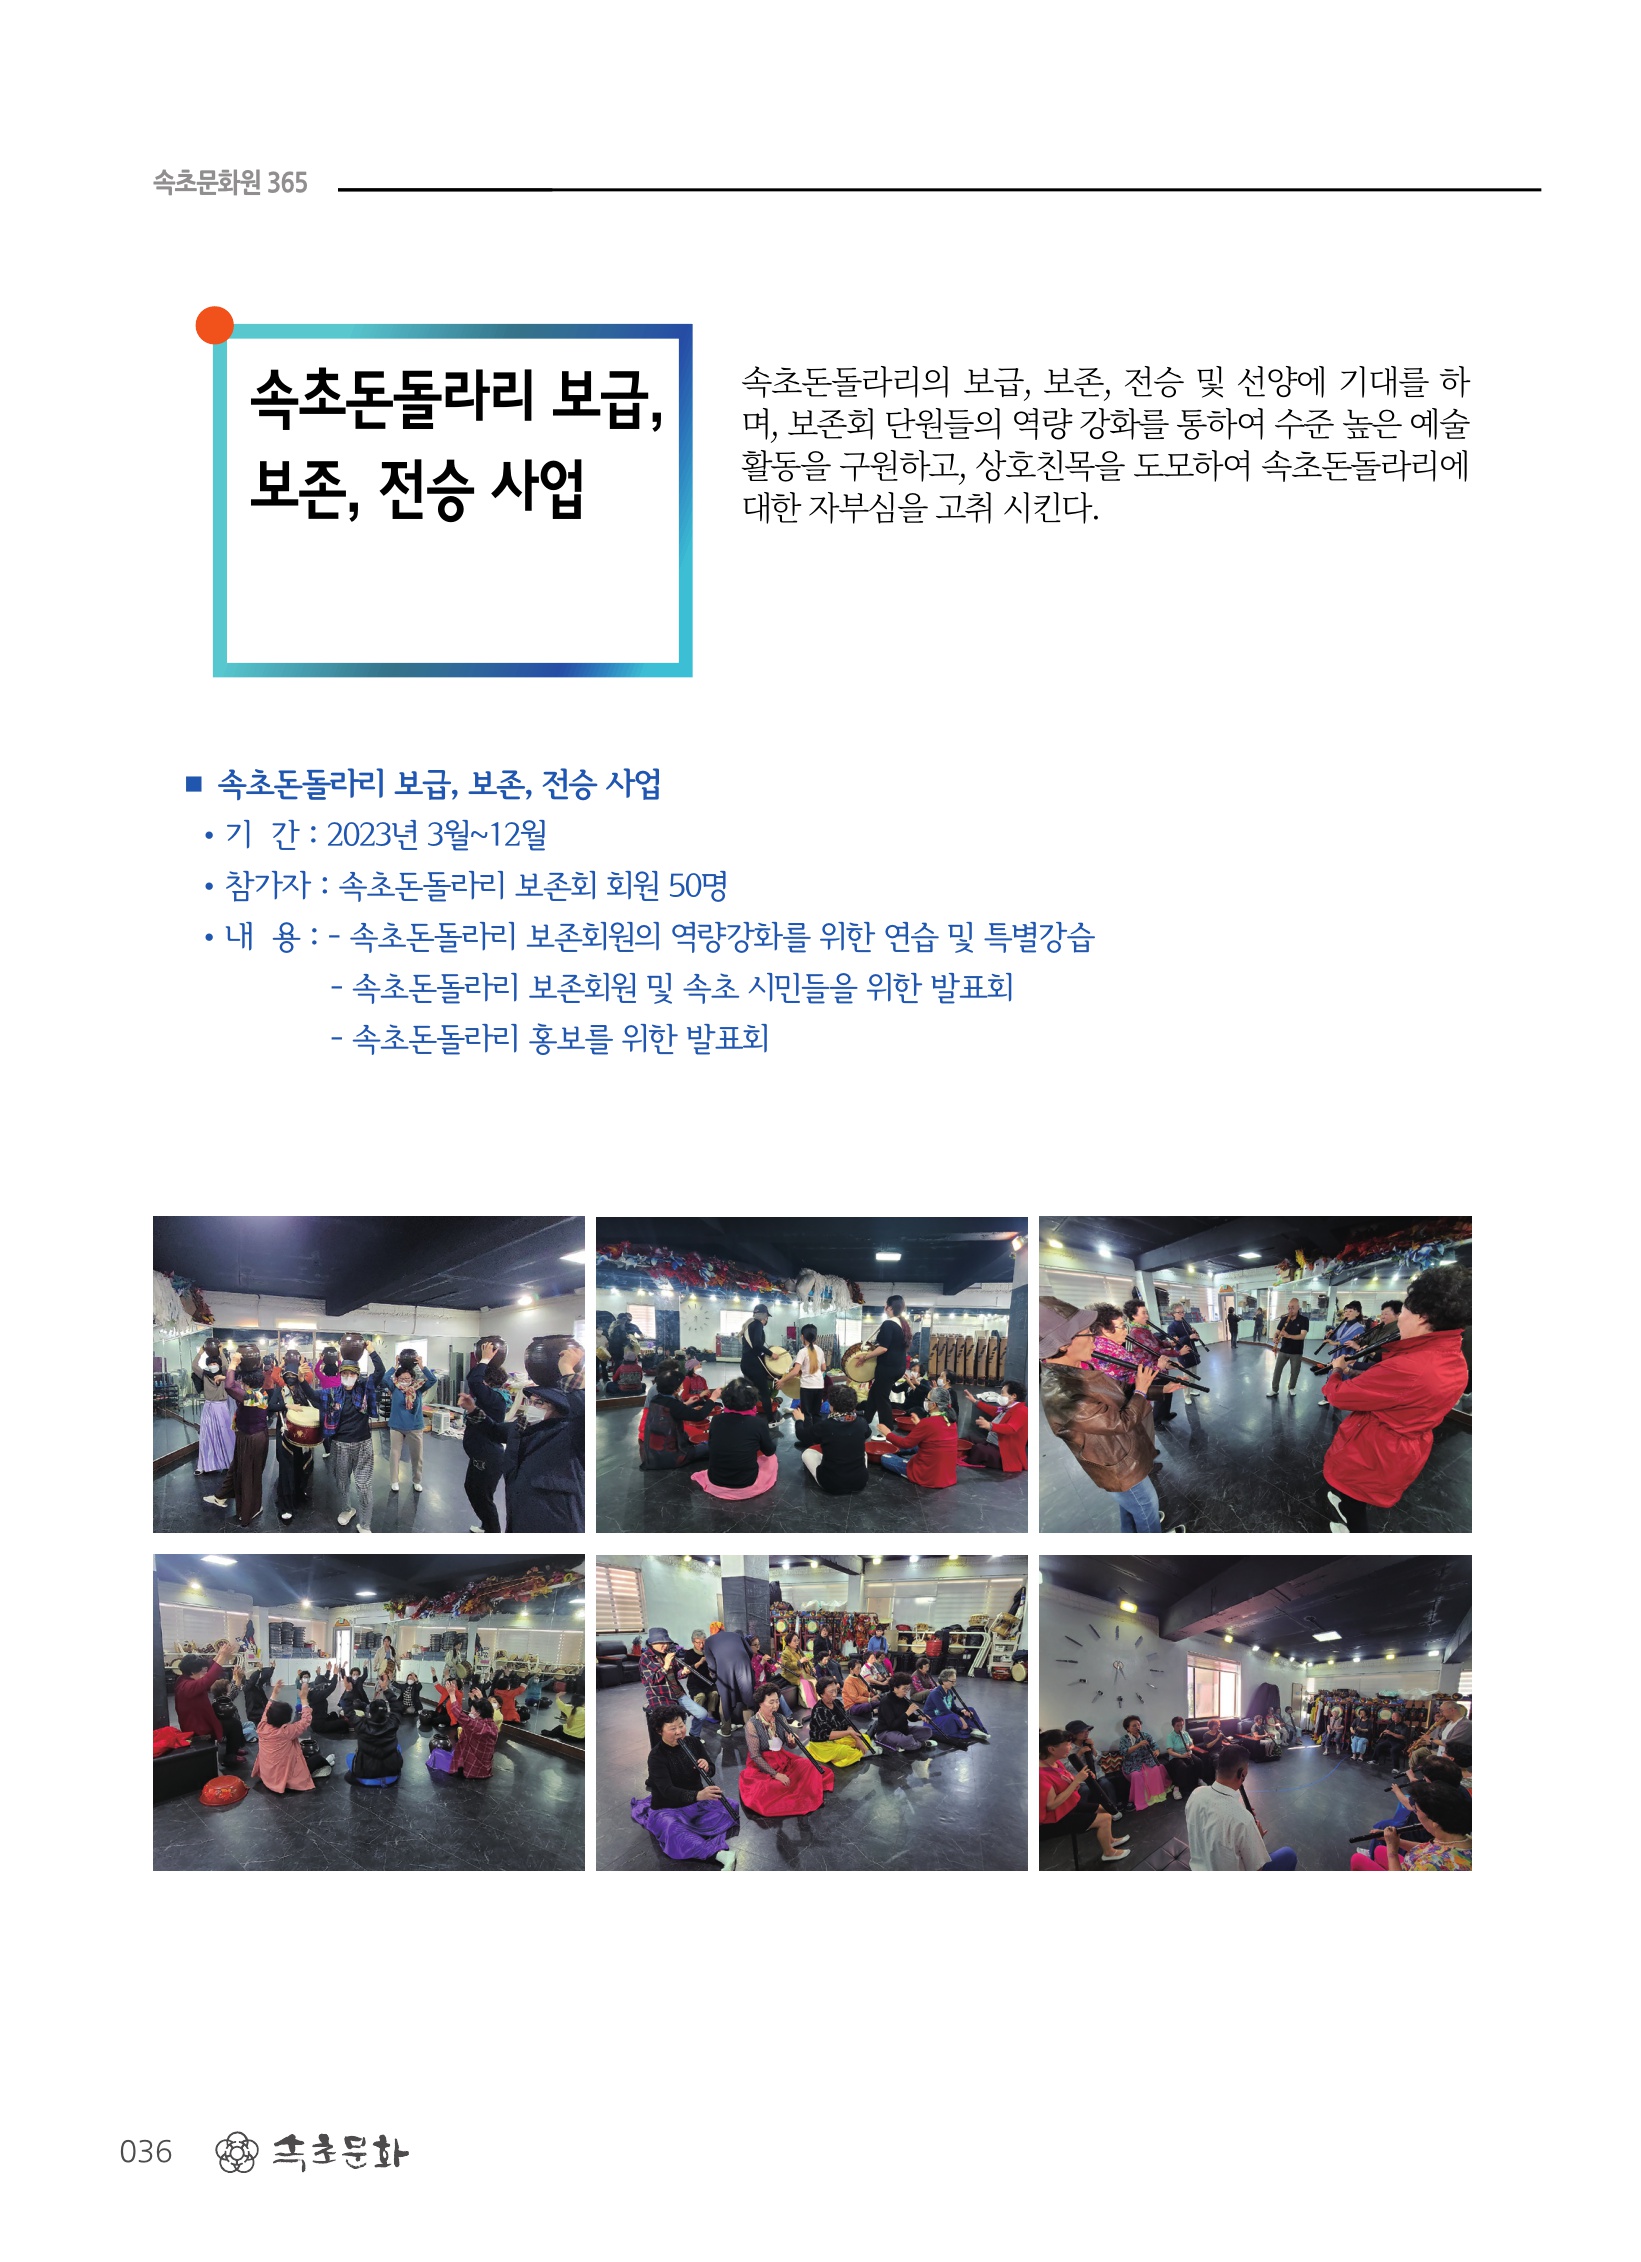 속초문화원 365
속초돈돌라리 보급,
보존, 전승 사업
속초돈돌라리의 보급, 보존, 전승 및 선양에 기대를 하
며, 보존회 단원들의 역량 강화를 통하여 수준 높은 예술
활동을 구원하고, 상호친목을 도모하여 속초돈돌라리에
대한 자부심을 고취 시킨다.
■ 속초돈돌라리 보급, 보존, 전승 사업
• 기 간 : 2023년 3월~12월
• 참가자 : 속초돈돌라리 보존회 회원 50명
• 내 용 : - 속초돈돌라리 보존회원의 역량강화를 위한 연습 및 특별강습
- 속초돈돌라리 보존회원 및 속초 시민들을 위한 발표회
- 속초돈돌라리 홍보를 위한 발표회
036 속초문화